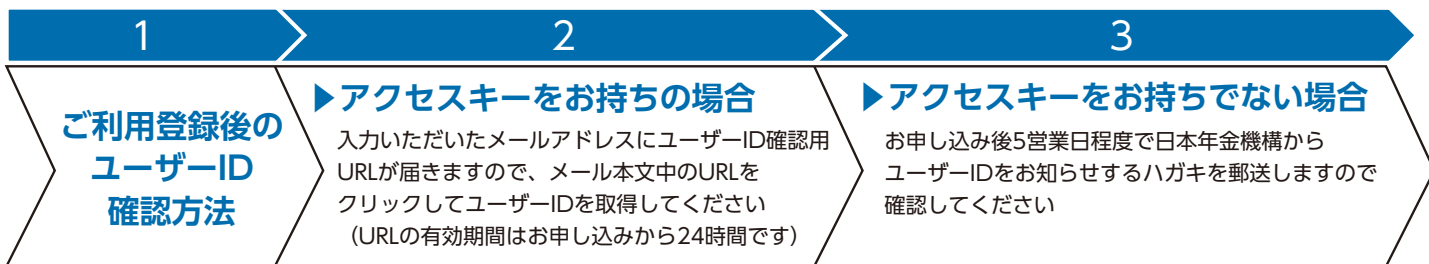 1
2
3
ご利用登録後の
ユーザーID
確認方法
▶アクセスキーをお持ちの場合
入力いただいたメールアドレスにユーザーID確認用
URLが届きますので、メール本文中のURLを
クリックしてユーザーIDを取得してください
（URLの有効期間はお申し込みから24時間です）
▶アクセスキーをお持ちでない場合
お申し込み後5営業日程度で日本年金機構から
ユーザーIDをお知らせするハガキを郵送しますので
確認してください